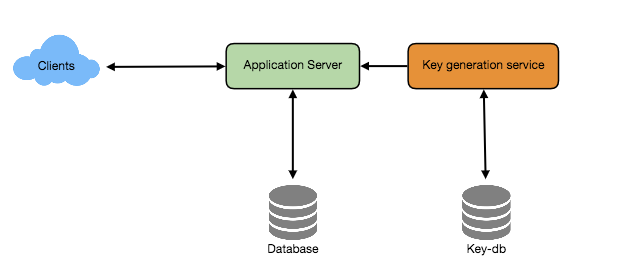 Clients
Application Server
Key generation service
Database
Key-db